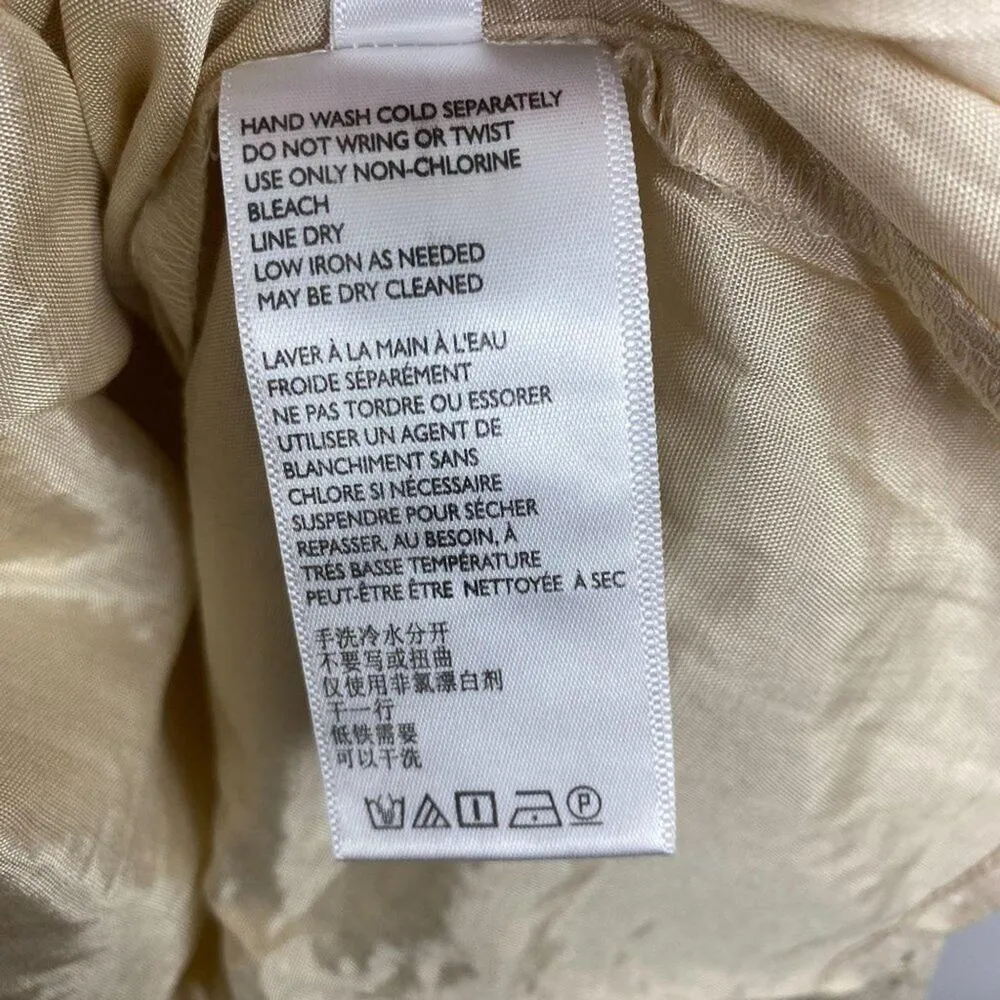 HAND WASH COLD SEPARATELY
DO NOT WRING OR TWIST
USE ONLY NON-CHLORINE
BLEACH
LINE DRY
LOW IRON AS NEEDED
MAY BE DRY CLEANED
LAVER À LA MAIN À L'EAU
FROIDE SÉPARÉMENT
NE PAS TORDRE OU ESSORER
UTILISER UN AGENT DE
BLANCHIMENT SANS
CHLORE SI NÉCESSAIRE
SUSPENDRE POUR SÉCHER
REPASSER, AU BESOIN, À
TRÈS BASSE TEMPÉRATURE
PEUT-ÊTRE ÊTRE NETTOYÉE À SEC
手洗冷水分开
不要写或扭曲
仅使用非氯漂白剂
干一行
低铁需要
可以干洗
P